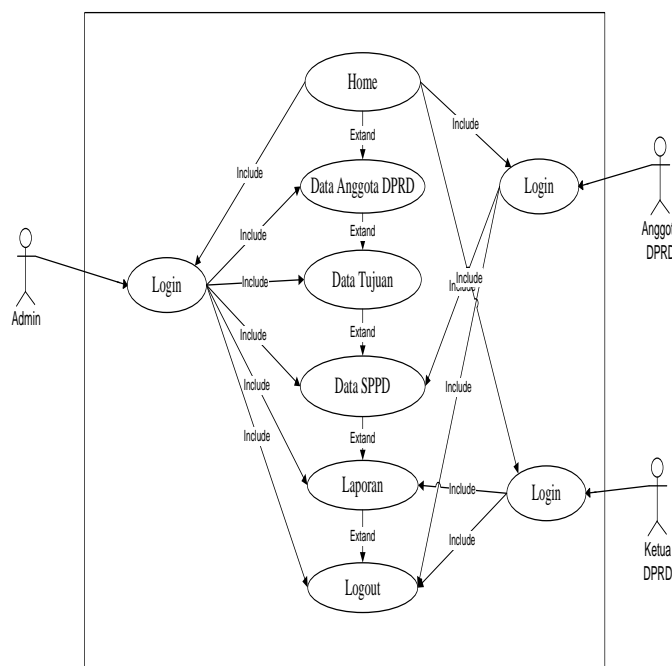 Home
Extand
Include
Include
Data Anggota DPRD
Login
Include
Extand
Anggot
DPRD
Include
Data Tujuan
Include
Include
Login
Include
Extand
Admin
Data SPPD
Include
Include
Include
Extand
Include
Laporan
Include
Login
Extand
Include
Ketua
DPRD
Logout